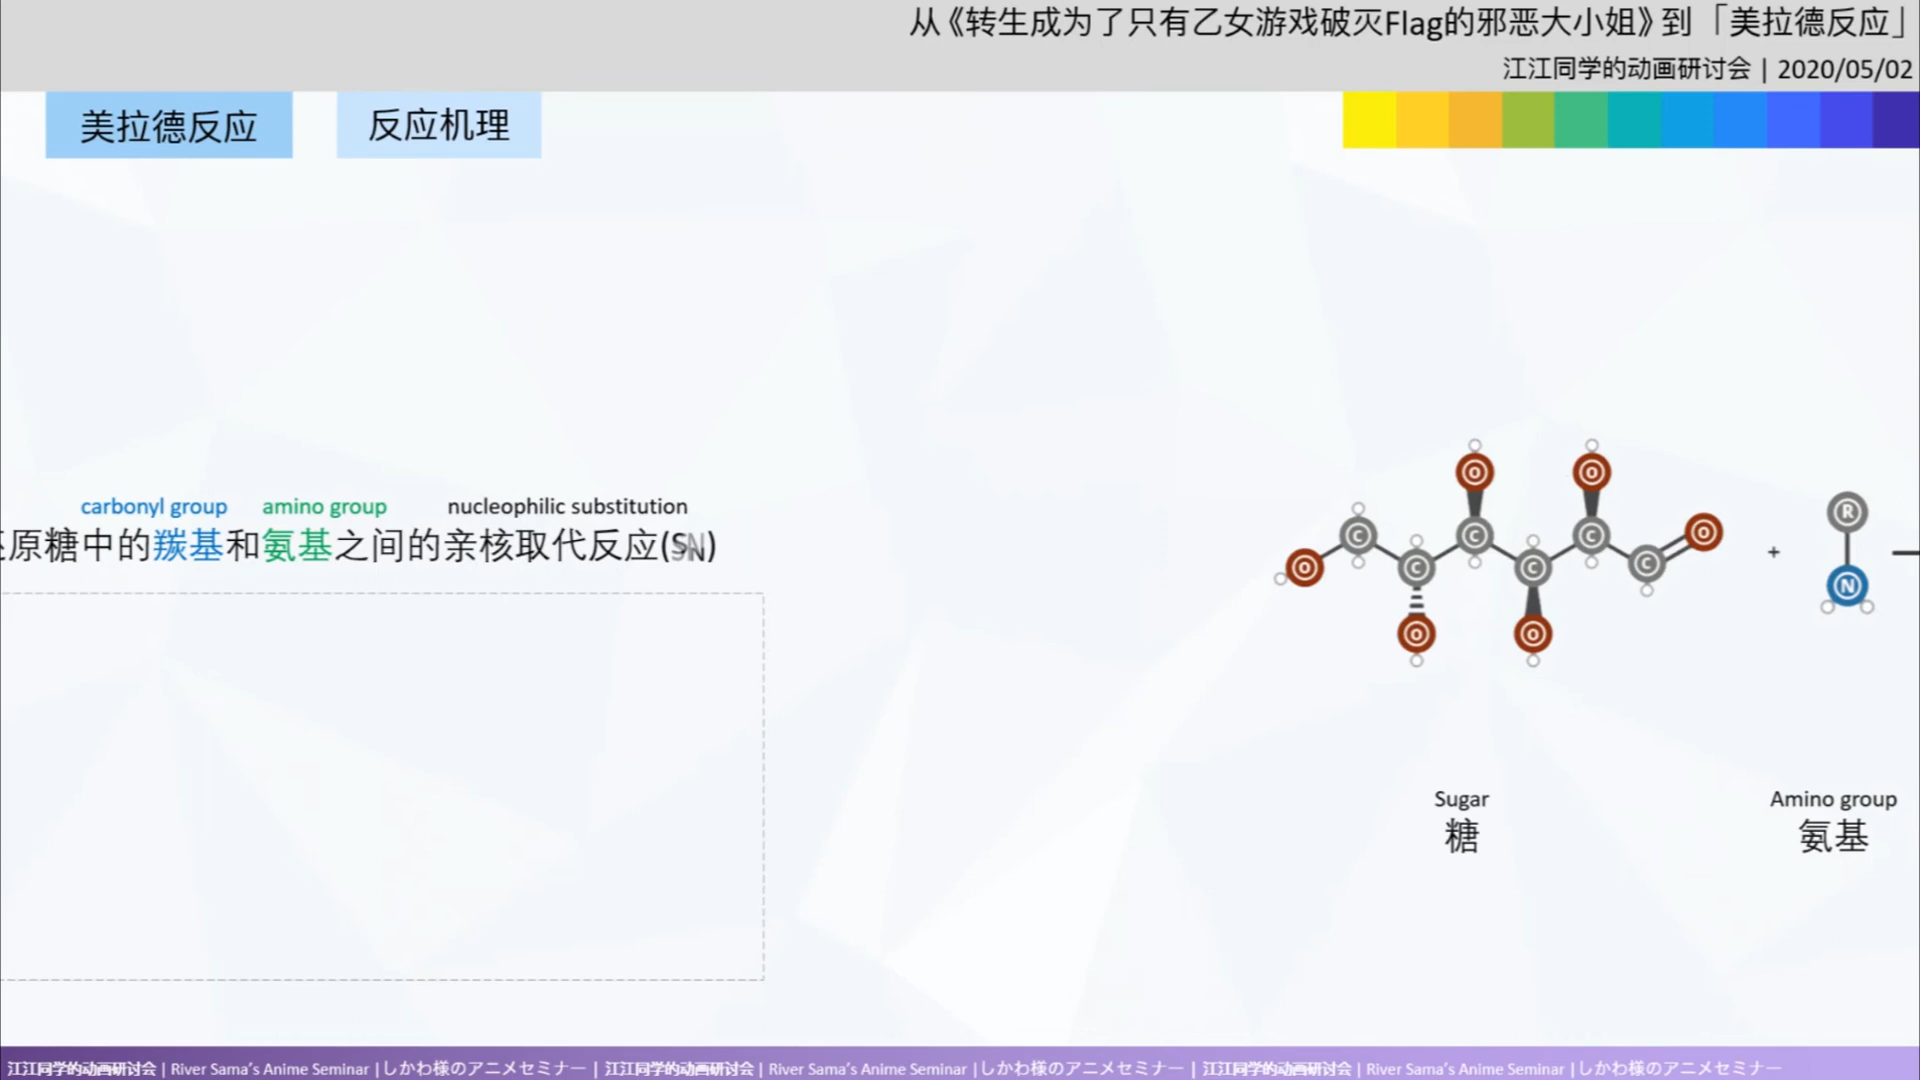 从《转生成为了只有乙女游戏破灭Flag的邪恶大小姐》到「美拉德反应」
江江同学的动画研讨会 | 2020/05/02
美拉德反应
反应机理
carbonyl group amino group nucleophilic substitution
原糖中的羰基和氨基之间的亲核取代反应(SN)
O C C C C C C O O O O O
+
R
N
Sugar
糖
Amino group
氨基
江江同学的动画研讨会 | River Sama's Anime Seminar | しかわ様のアニメセミナー | 江江同学的动画研讨会 | River Sama's Anime Seminar | しかわ様のアニメセミナー | 江江同学的动画研讨会 | River Sama's Anime Seminar | しかわ様のアニメセミナー